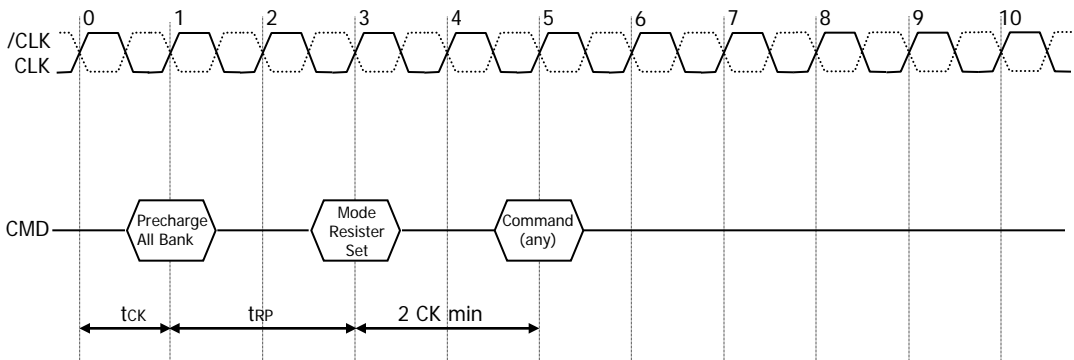 0 1 2 3 4 5 6 7 8 9 10
/CLK
CLK
CMD
Precharge
All Bank
Mode
Resister
Set
Command
(any)
tCK tRP 2 CK min